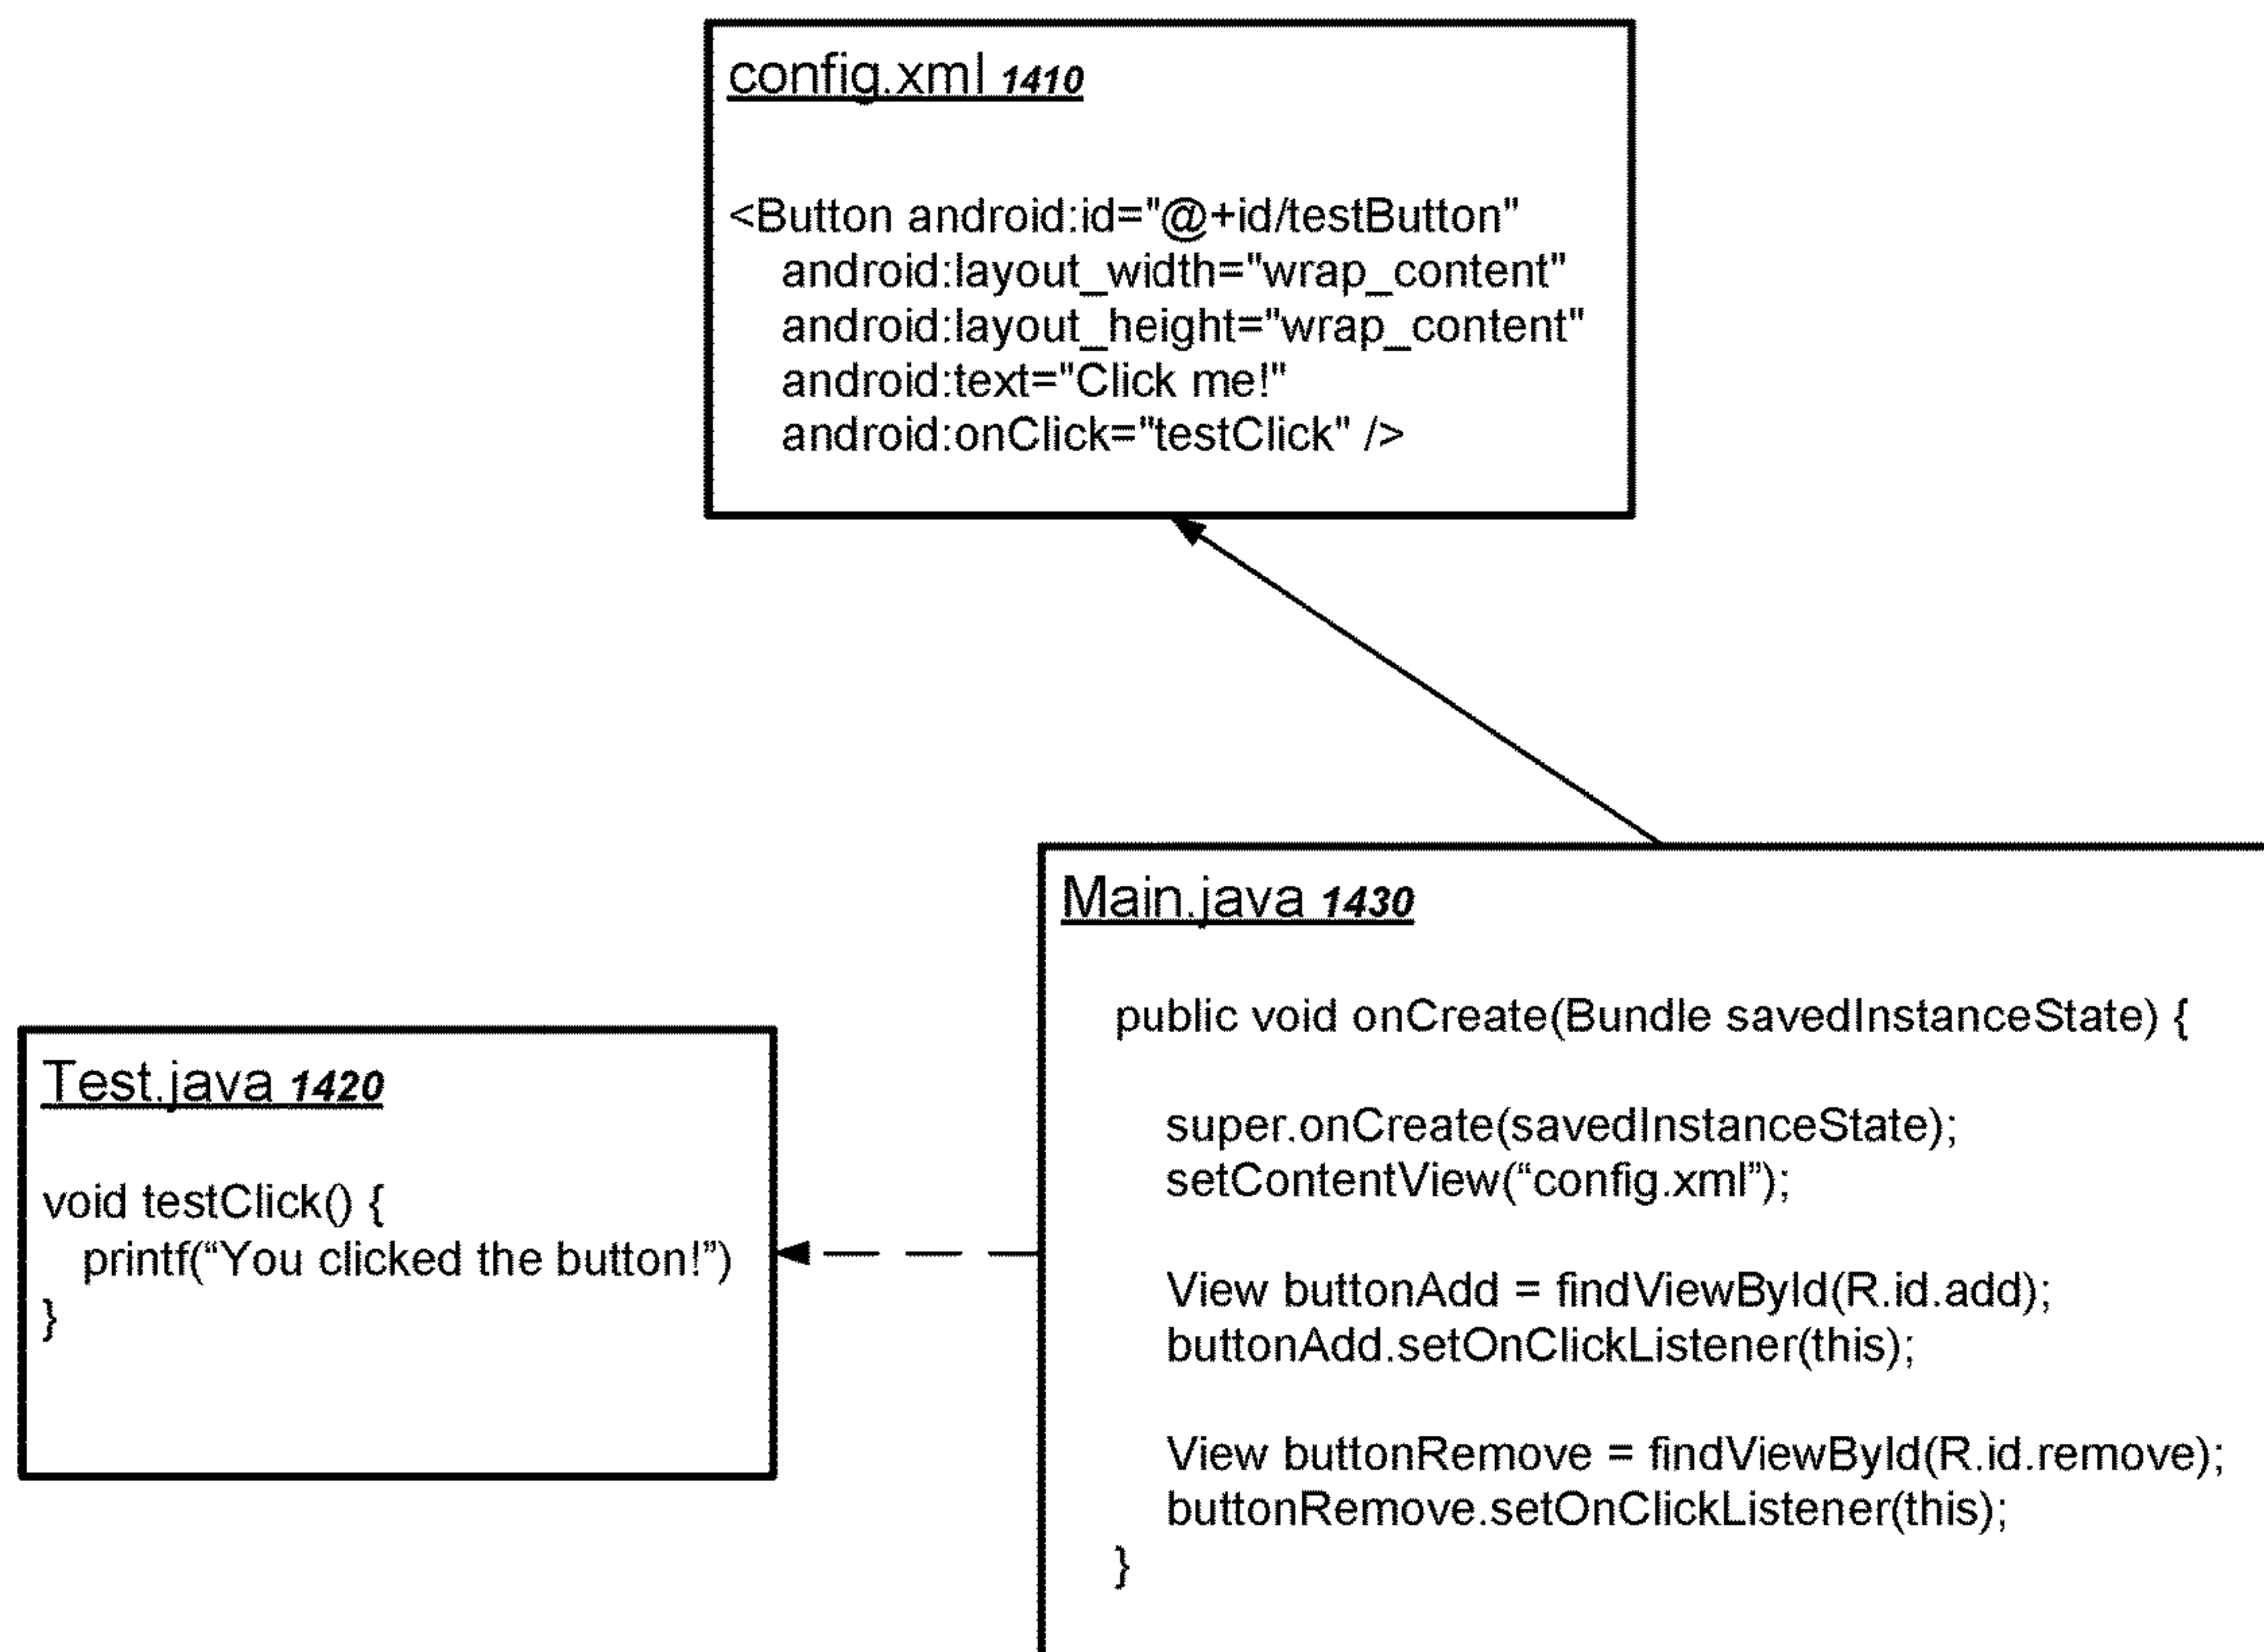 config.xml 1410
<Button android:id="@+id/testButton"
android:layout_width="wrap_content"
android:layout_height="wrap_content"
android:text="Click me!"
android:onClick="testClick" />
Test.java 1420
void testClick() {
printf(“You clicked the button!”)
}
Main.java 1430
public void onCreate(Bundle savedInstanceState) {
super.onCreate(savedInstanceState);
setContentView(“config.xml”);
View buttonAdd = findViewById(R.id.add);
buttonAdd.setOnClickListener(this);
View buttonRemove = findViewById(R.id.remove);
buttonRemove.setOnClickListener(this);
}